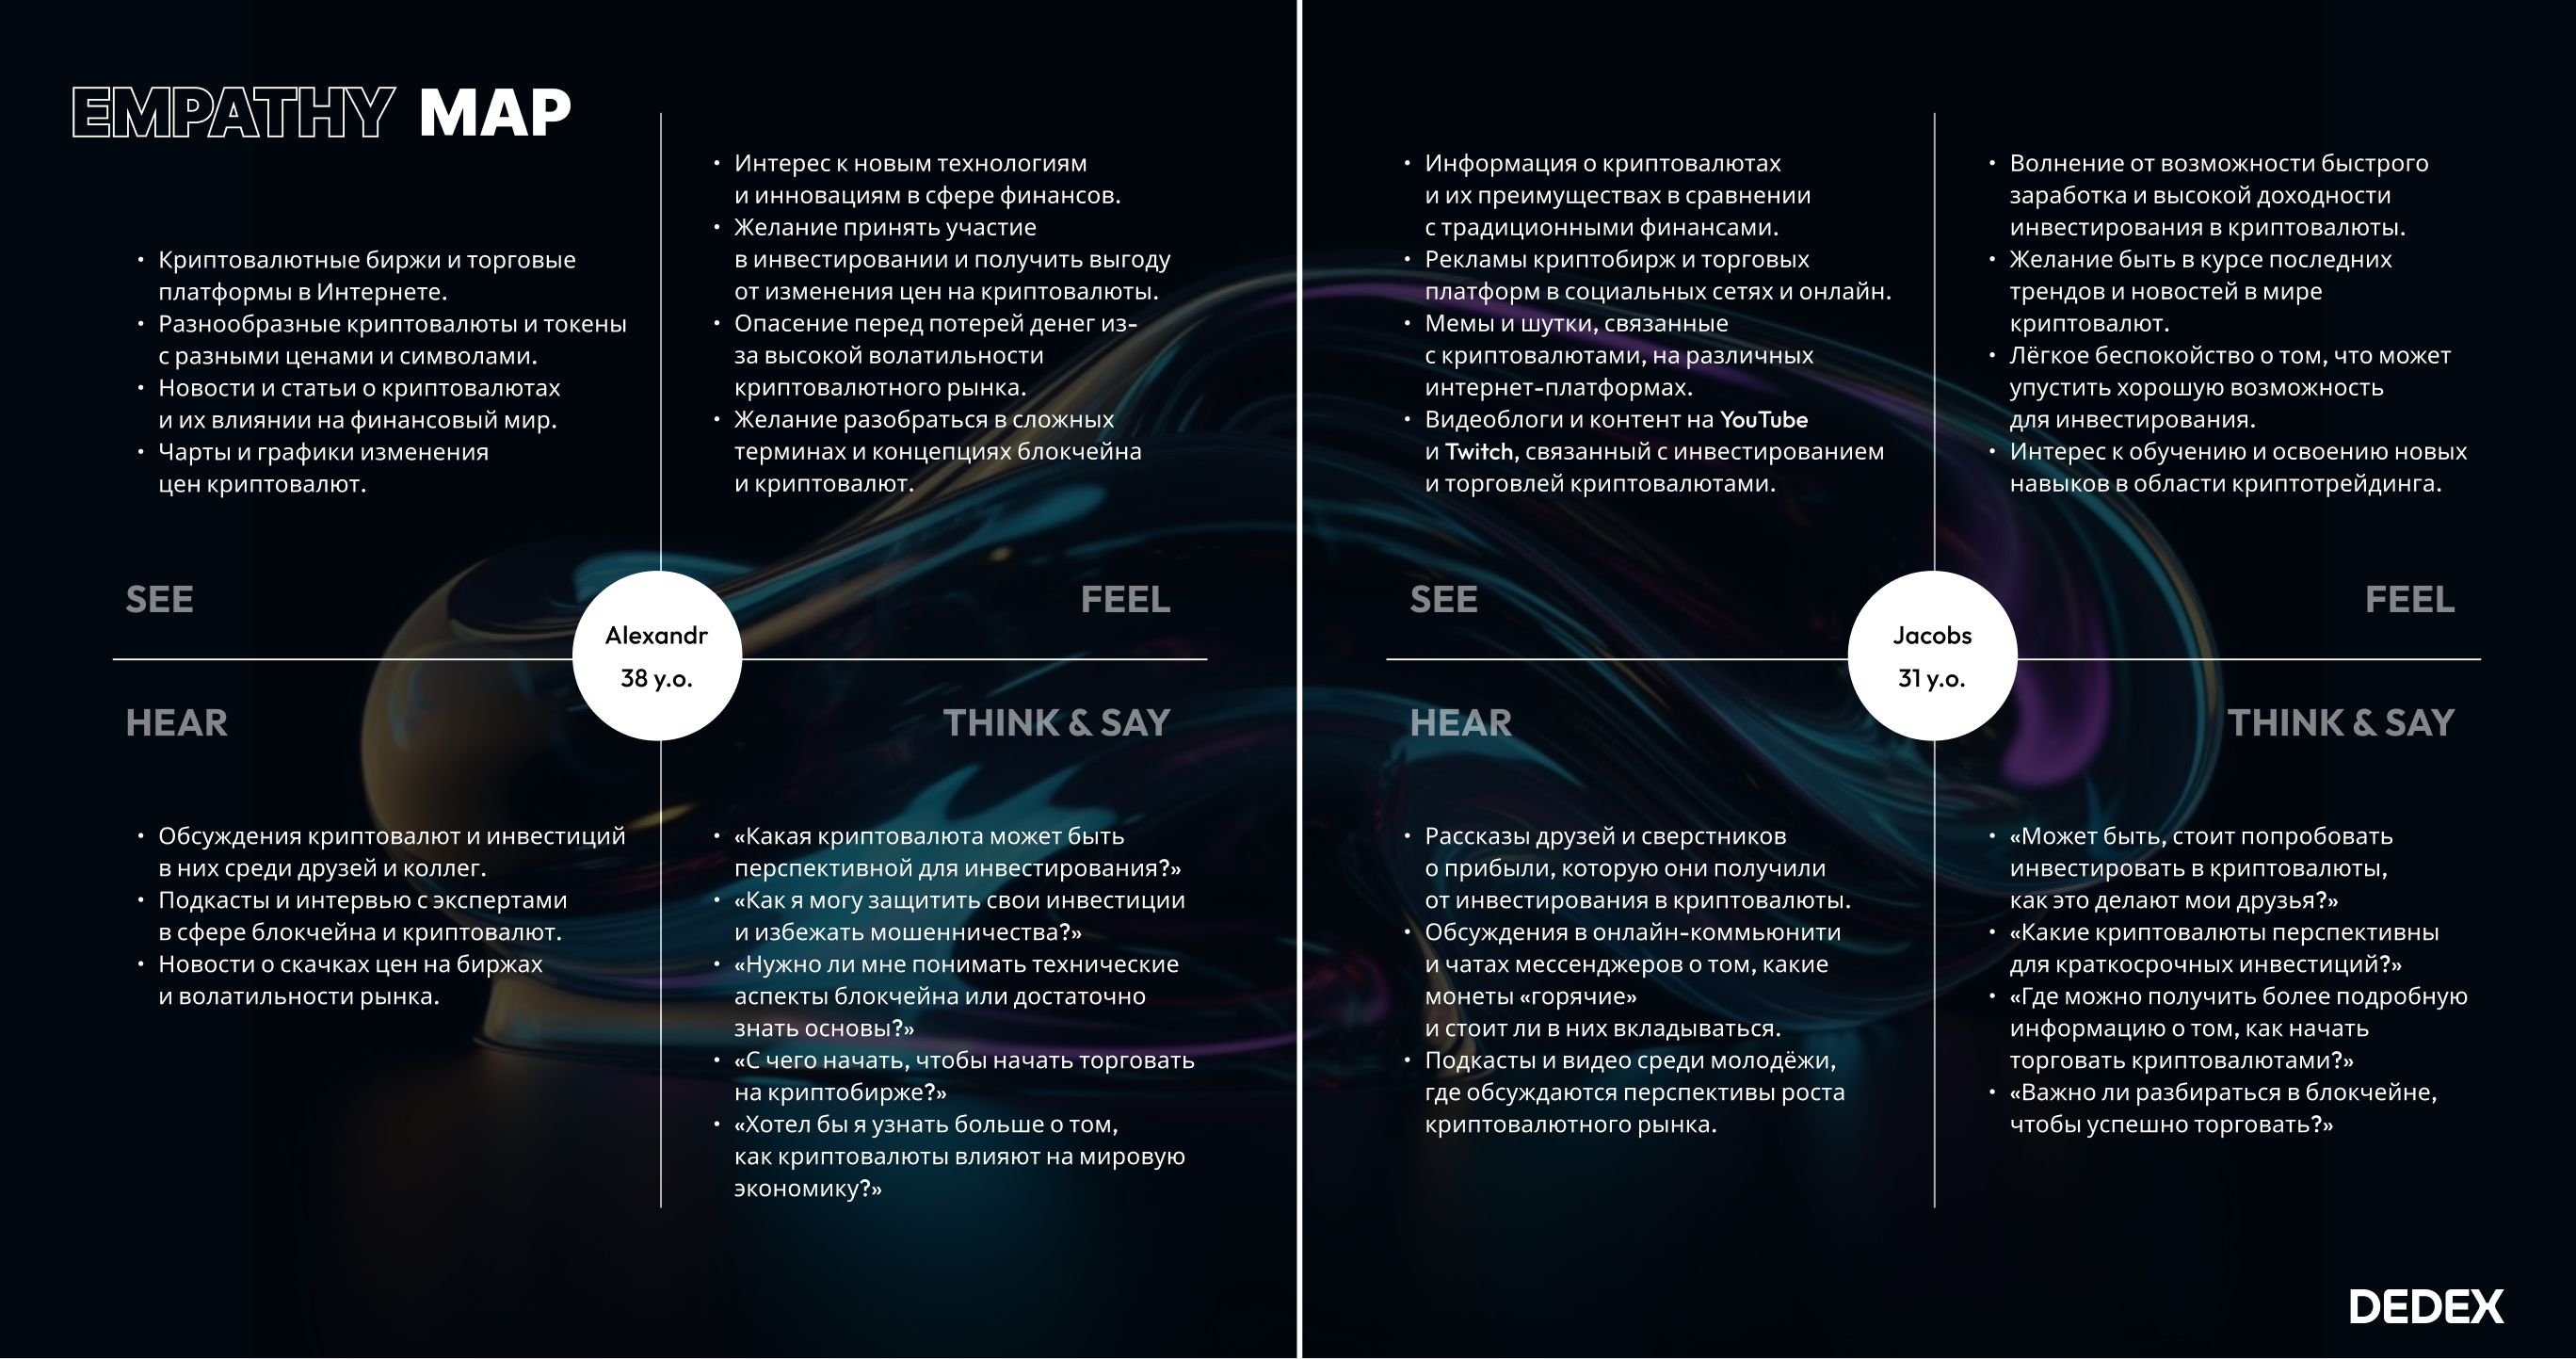 EMPATHY MAP
Криптовалютные биржи и торговые
платформы в Интернете.
Разнообразные криптовалюты и токены
с разными ценами и символами.
Новости и статьи о криптовалютах
и их влиянии на финансовый мир.
Чарты и графики изменения
цен криптовалют.
SEE
Интерес к новым технологиям
и инновациям в сфере финансов.
Желание принять участие
в инвестировании и получить выгоду
от изменения цен на криптовалюты.
Опасение перед потерей денег из-
за высокой волатильности
криптовалютного рынка.
Желание разобраться в сложных
терминах и концепциях блокчейна
и криптовалют.
FEEL
Alexandr
38 y.o.
HEAR
Обсуждения криптовалют и инвестиций
в них среди друзей и коллег.
Подкасты и интервью с экспертами
в сфере блокчейна и криптовалют.
Новости о скачках цен на биржах
и волатильности рынка.
THINK & SAY
«Какая криптовалюта может быть
перспективной для инвестирования?»
«Как я могу защитить свои инвестиции
и избежать мошенничества?»
«Нужно ли мне понимать технические
аспекты блокчейна или достаточно
знать основы?»
«С чего начать, чтобы начать торговать
на криптобирже?»
«Хотел бы я узнать больше о том,
как криптовалюты влияют на мировую
экономику?»
Информация о криптовалютах
и их преимуществах в сравнении
с традиционными финансами.
Рекламы криптобирж и торговых
платформ в социальных сетях и онлайн.
Мемы и шутки, связанные
с криптовалютами, на различных
интернет-платформах.
Видеоблоги и контент на YouTube
и Twitch, связанный с инвестированием
и торговлей криптовалютами.
SEE
Волнение от возможности быстрого
заработка и высокой доходности
инвестирования в криптовалюты.
Желание быть в курсе последних
трендов и новостей в мире
криптовалют.
Лёгкое беспокойство о том, что может
упустить хорошую возможность
для инвестирования.
Интерес к обучению и освоению новых
навыков в области криптотрейдинга.
FEEL
Jacobs
31 y.o.
HEAR
Рассказы друзей и сверстников
о прибыли, которую они получили
от инвестирования в криптовалюты.
Обсуждения в онлайн-коммьюнити
и чатах мессенджеров о том, какие
монеты «горячие»
и стоит ли в них вкладываться.
Подкасты и видео среди молодёжи,
где обсуждаются перспективы роста
криптовалютного рынка.
THINK & SAY
«Может быть, стоит попробовать
инвестировать в криптовалюты,
как это делают мои друзья?»
«Какие криптовалюты перспективны
для краткосрочных инвестиций?»
«Где можно получить более подробную
информацию о том, как начать
торговать криптовалютами?»
«Важно ли разбираться в блокчейне,
чтобы успешно торговать?»
DEDEX